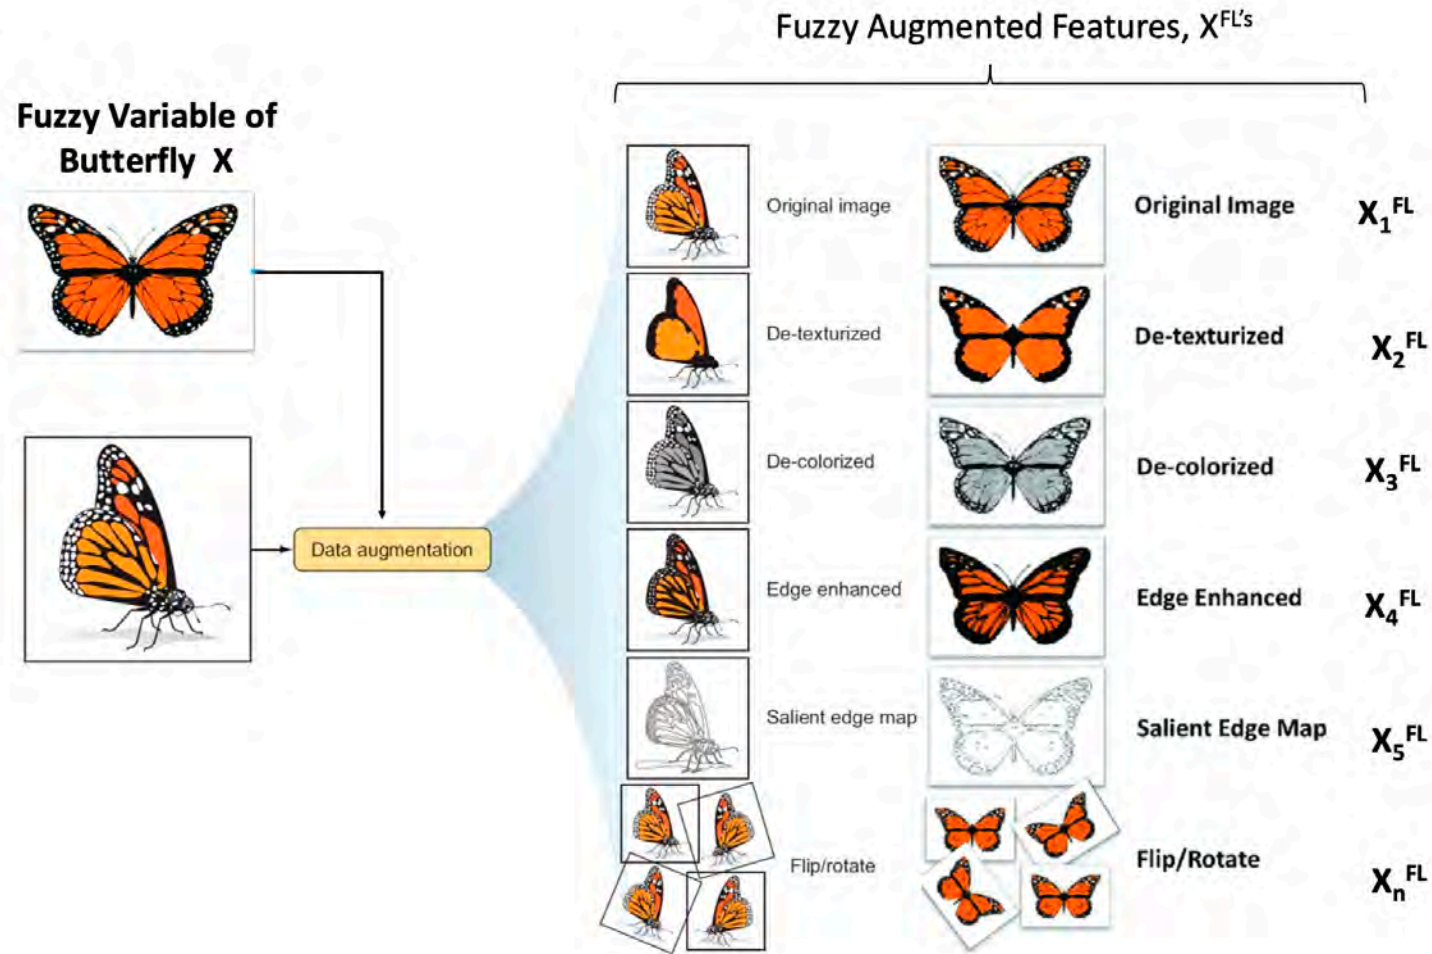 Fuzzy Augmented Features, X^FL's
Fuzzy Variable of
Butterfly X
Data augmentation
Original image
Original Image
X₁^FL
De-texturized
De-texturized
X₂^FL
De-colorized
De-colorized
X₃^FL
Edge enhanced
Edge Enhanced
X₄^FL
Salient edge map
Salient Edge Map
X₅^FL
Flip/rotate
Flip/Rotate
Xₙ^FL